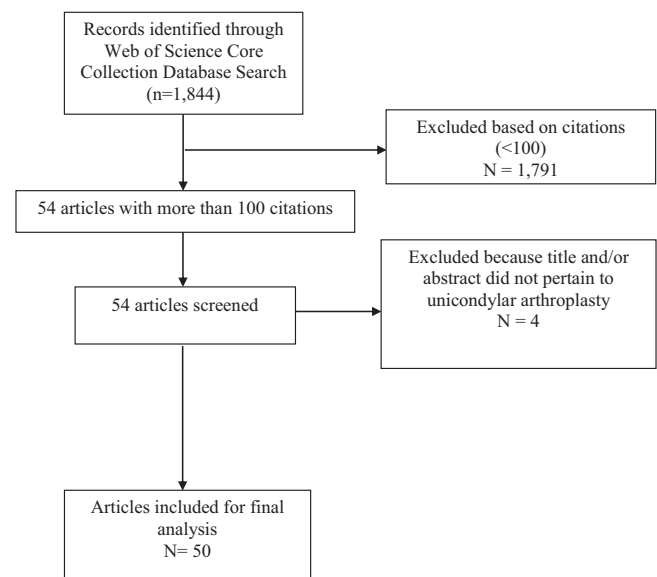 Records identified through
Web of Science Core
Collection Database Search
(n=1,844)
Excluded based on citations
(<100)
N = 1,791
54 articles with more than 100 citations
Excluded because title and/or
abstract did not pertain to
unicondylar arthroplasty
N = 4
54 articles screened
Articles included for final
analysis
N= 50